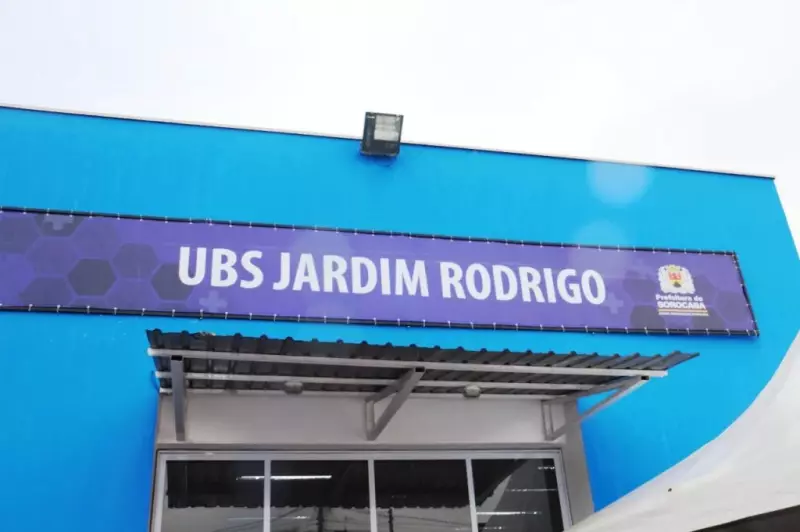 UBS JARDIM RODRIGO
Prefeitura de
SOROCABA